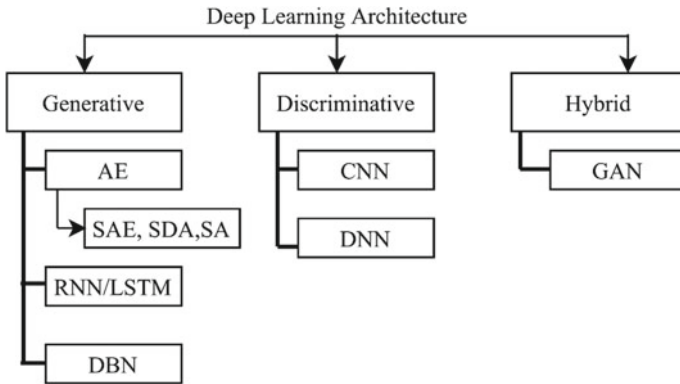 Deep Learning Architecture
Generative
Discriminative
Hybrid
AE
CNN
GAN
SAE, SDA,SA
DNN
RNN/LSTM
DBN